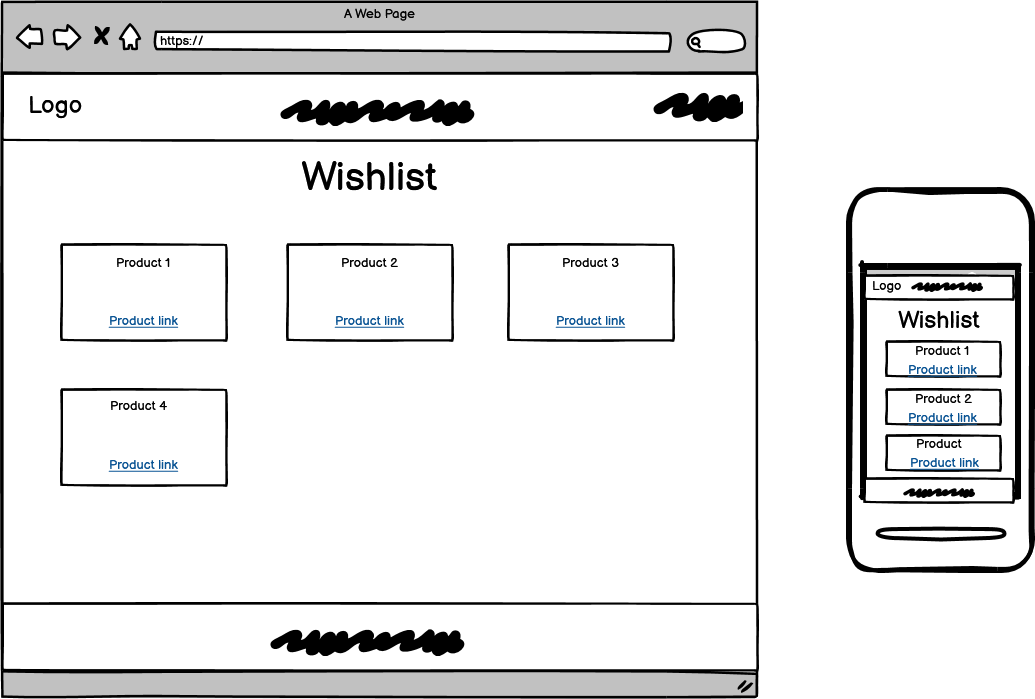 A Web Page
https://
Logo
Wishlist
Product 1
Product 2
Product 3
Product link
Product link
Product link
Product 4
Product link
Logo
Wishlist
Product 1
Product link
Product 2
Product link
Product
Product link